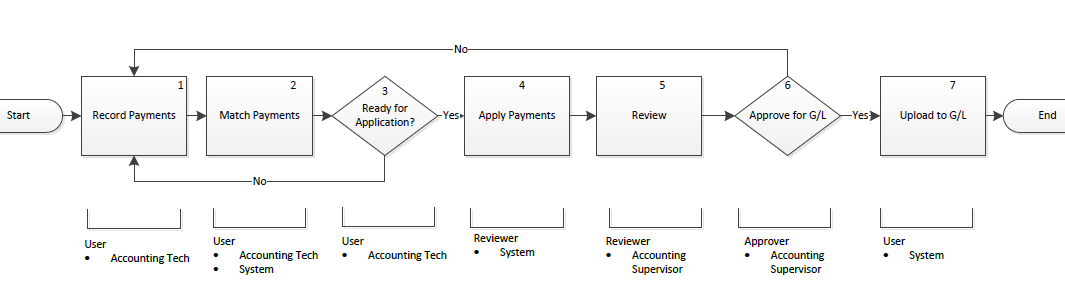 No
1
2
3
4
5
6
7
Start
Record Payments
Match Payments
Ready for
Application?
Yes
Apply Payments
Review
Approve for G/L
Yes
Upload to G/L
End
No
User
• Accounting Tech
User
• Accounting Tech
• System
User
• Accounting Tech
Reviewer
• System
Reviewer
• Accounting
Supervisor
Approver
• Accounting
Supervisor
User
• System